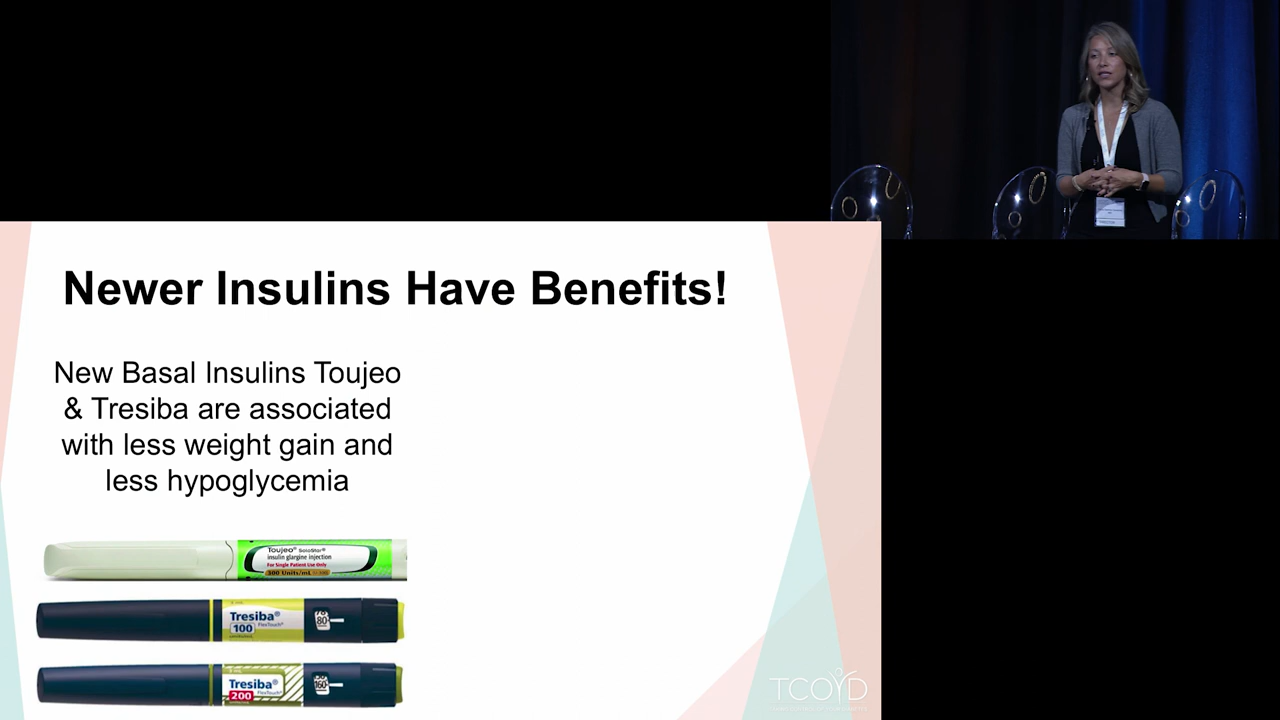 Newer Insulins Have Benefits!
New Basal Insulins Toujeo
& Tresiba are associated
with less weight gain and
less hypoglycemia
Toujeo® SoloStar®
insulin glargine injection
For Single Patient Use Only
300 Units/mL
Tresiba®
100 FlexTouch®
80
Tresiba®
200 FlexTouch®
160
TCOYD